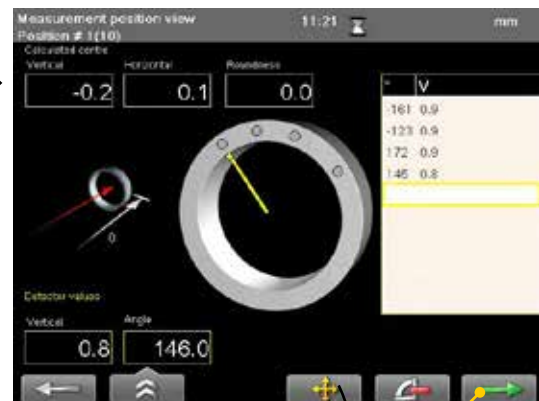 Measurement position view 11:21 mm
Position # 1(10)
Calculated centre
Vertical Horizontal Roundness
-0.2 0.1 0.0
° V
-161 0.9
-123 0.9
172 0.9
146 0.8
0
Detector values
Vertical Angle
0.8 146.0